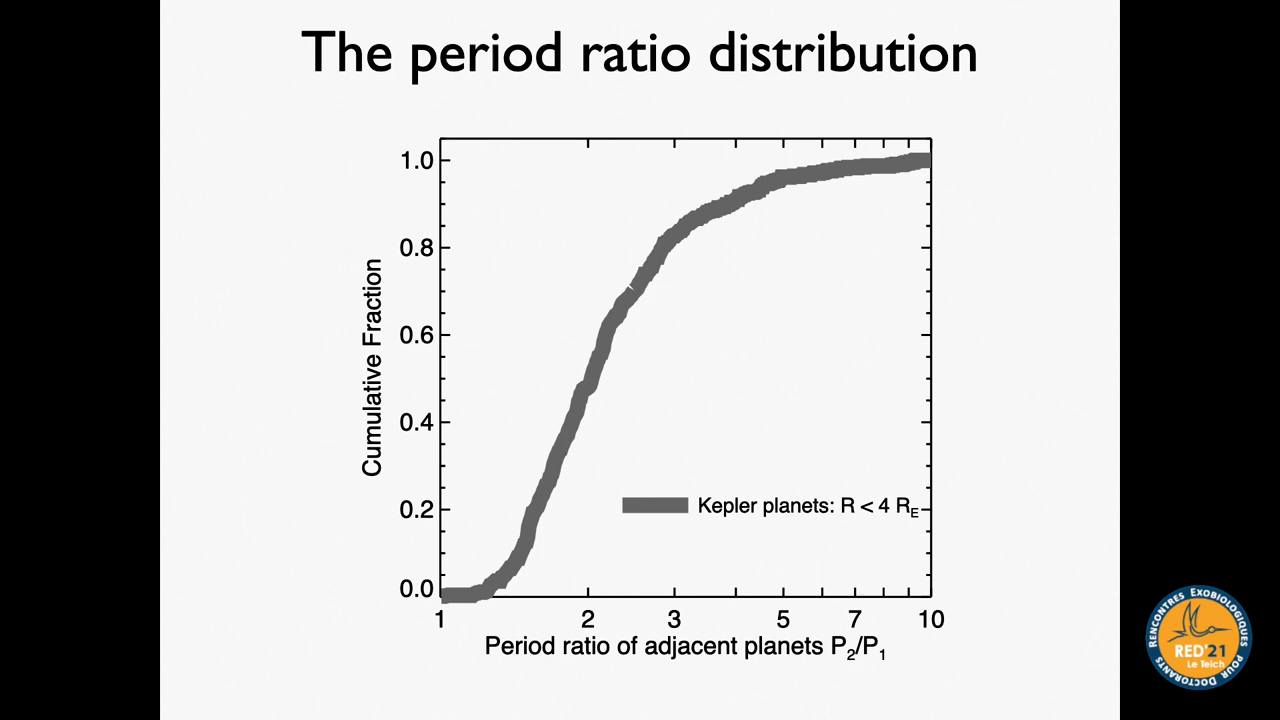 The period ratio distribution
1.0
0.8
0.6
0.4
0.2
0.0
Cumulative Fraction
Kepler planets: R < 4 R_E
1 2 3 5 7 10
Period ratio of adjacent planets P_2/P_1
RENCONTRES EXOBIOLOGIQUES
POUR DOCTORANTS
RED'21
Le Teich